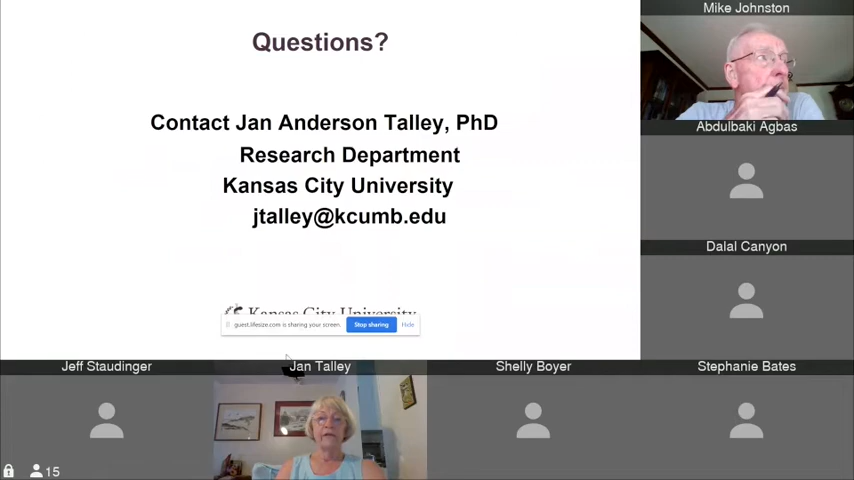 Questions?
Contact Jan Anderson Talley, PhD
Research Department
Kansas City University
jtalley@kcumb.edu
Kansas City University
guest.lifesize.com is sharing your screen.
Stop sharing
Hide
Mike Johnston
Abdulbaki Agbas
Dalal Canyon
Jeff Staudinger
Jan Talley
Shelly Boyer
Stephanie Bates
15